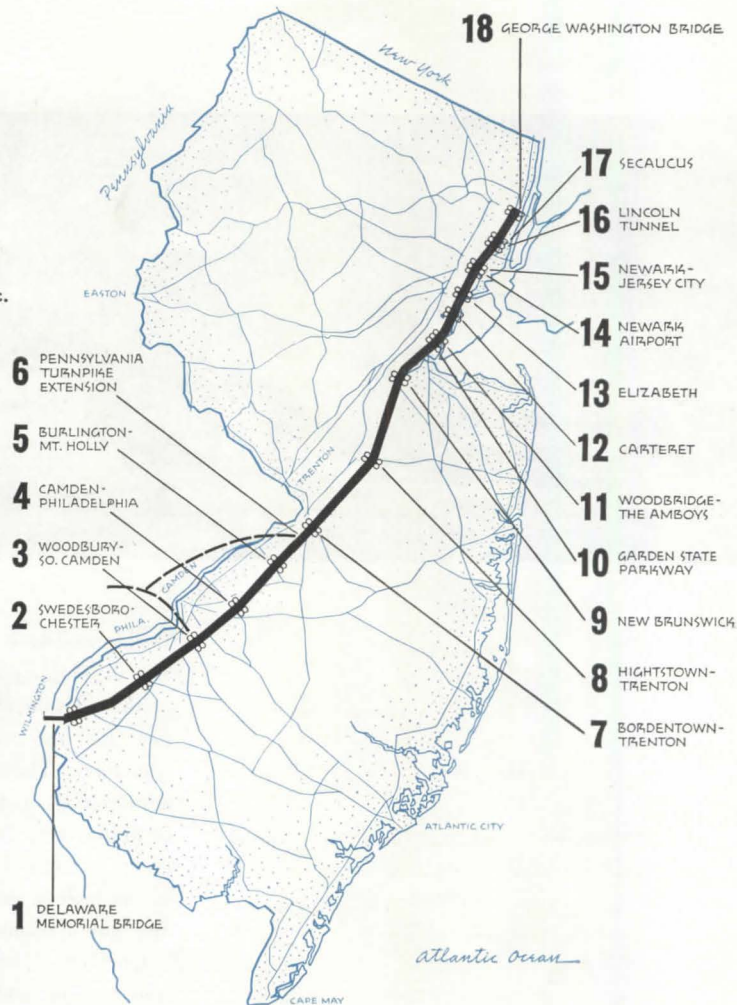 18 GEORGE WASHINGTON BRIDGE
New York
Pennsylvania
17 SECAUCUS
16 LINCOLN
TUNNEL
15 NEWARK-
JERSEY CITY
14 NEWARK
AIRPORT
13 ELIZABETH
12 CARTERET
11 WOODBRIDGE-
THE AMBOYS
10 GARDEN STATE
PARKWAY
9 NEW BRUNSWICK
8 HIGHTSTOWN-
TRENTON
7 BORDENTOWN-
TRENTON
EASTON
6 PENNSYLVANIA
TURNPIKE
EXTENSION
5 BURLINGTON-
MT. HOLLY
4 CAMDEN-
PHILADELPHIA
3 WOODBURY-
SO. CAMDEN
2 SWEDESBORO-
CHESTER
1 DELAWARE
MEMORIAL BRIDGE
TRENTON
CAMDEN
PHILA.
WILMINGTON
ATLANTIC CITY
Atlantic Ocean
CAPE MAY